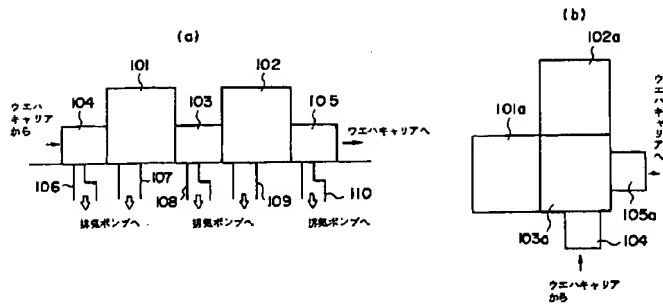 (a)
101
102
103
104
105
ウエハ
キャリア
から
ウエハキャリアへ
106
107
108
109
110
排気ポンプへ
排気ポンプへ
排気ポンプへ
(b)
102a
101a
ウエハキャリアへ
105a
103a
104
ウエハキャリア
から